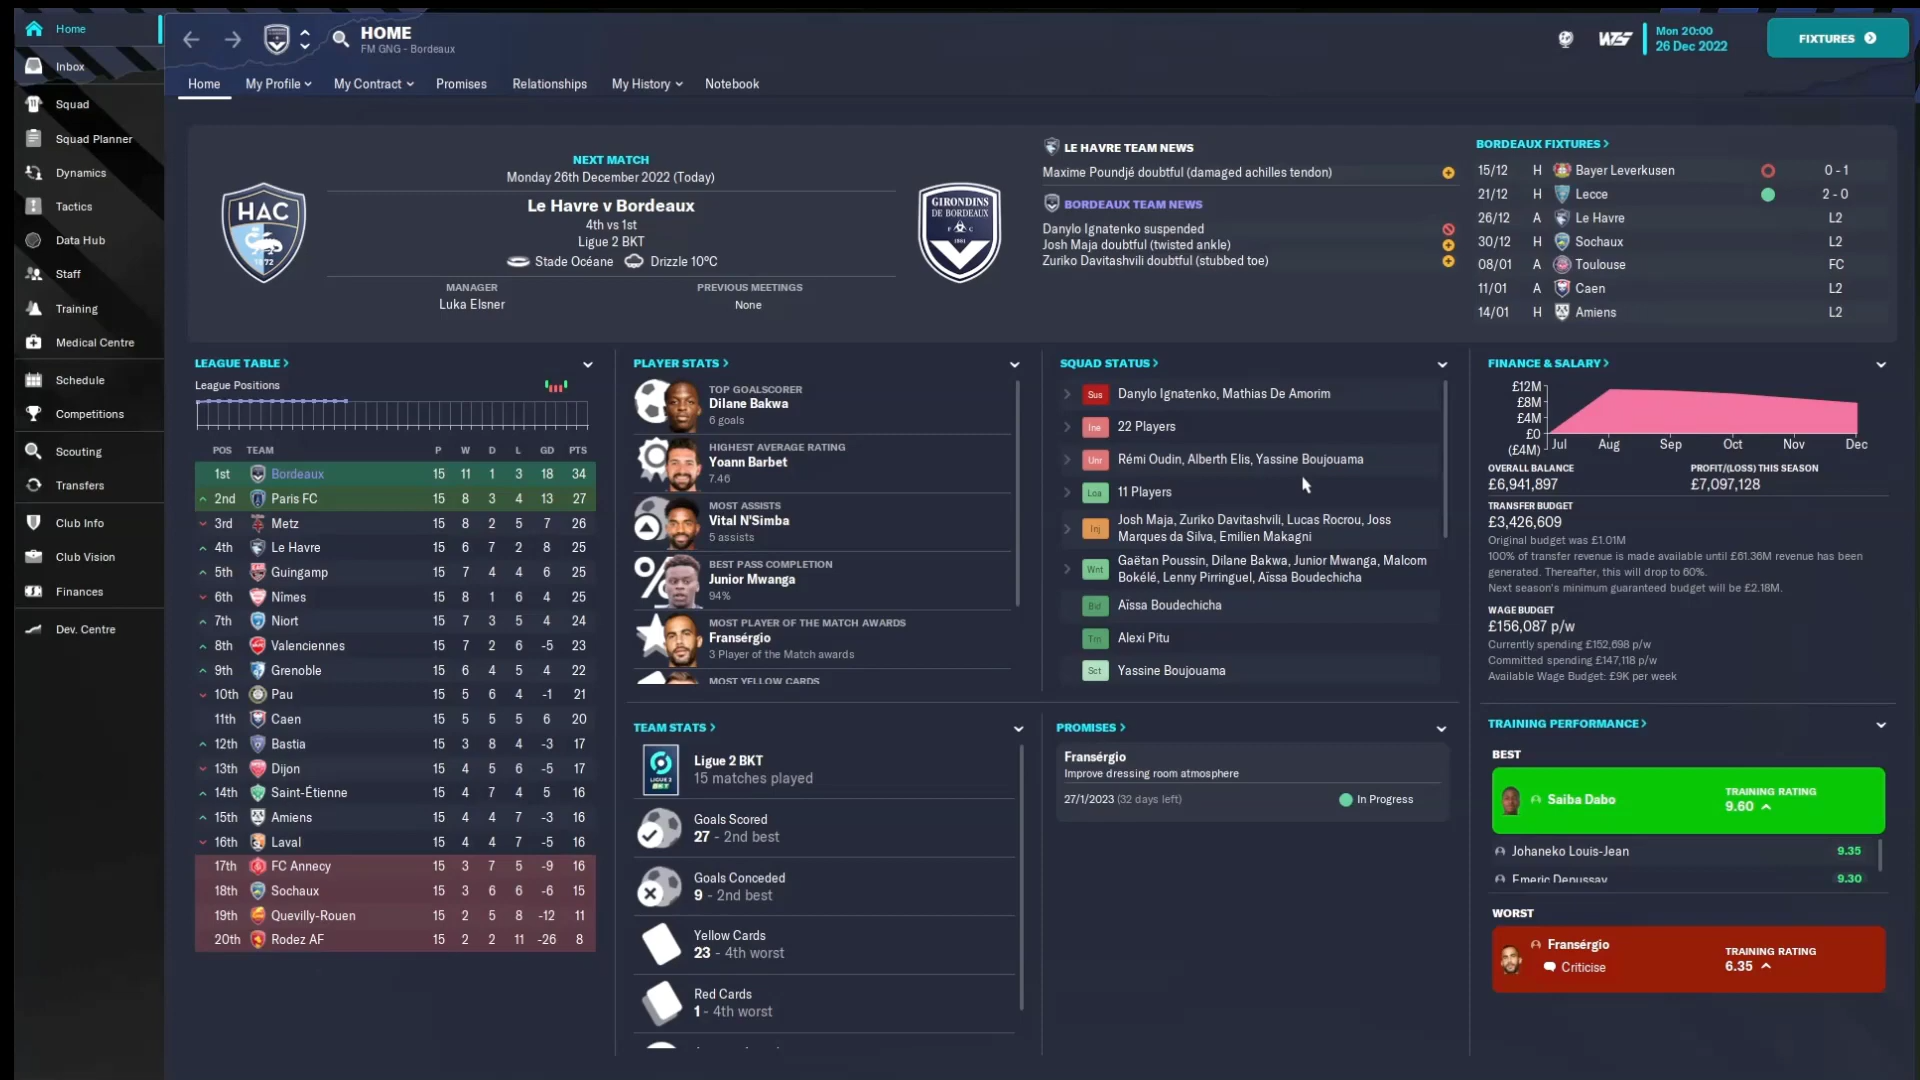 Home
Inbox
Squad
Squad Planner
Dynamics
Tactics
Data Hub
Staff
Training
Medical Centre
Schedule
Competitions
Scouting
Transfers
Club Info
Club Vision
Finances
Dev. Centre
HOME
FM GNG - Bordeaux
Mon 20:00
26 Dec 2022
FIXTURES
Home My Profile My Contract Promises Relationships My History Notebook
HAC
1872
NEXT MATCH
Monday 26th December 2022 (Today)
Le Havre v Bordeaux
4th vs 1st
Ligue 2 BKT
Stade Océane Drizzle 10°C
MANAGER
Luka Elsner
PREVIOUS MEETINGS
None
GIRONDINS
DE BORDEAUX
F C
1881
LE HAVRE TEAM NEWS
Maxime Poundjé doubtful (damaged achilles tendon)
BORDEAUX TEAM NEWS
Danylo Ignatenko suspended
Josh Maja doubtful (twisted ankle)
Zuriko Davitashvili doubtful (stubbed toe)
BORDEAUX FIXTURES >
15/12 H Bayer Leverkusen 0 - 1
21/12 H Lecce 2 - 0
26/12 A Le Havre L2
30/12 H Sochaux L2
08/01 A Toulouse FC
11/01 A Caen L2
14/01 H Amiens L2
LEAGUE TABLE >
League Positions
POS TEAM P W D L GD PTS
1st Bordeaux 15 11 1 3 18 34
2nd Paris FC 15 8 3 4 13 27
3rd Metz 15 8 2 5 7 26
4th Le Havre 15 6 7 2 8 25
5th Guingamp 15 7 4 4 6 25
6th Nîmes 15 8 1 6 4 25
7th Niort 15 7 3 5 4 24
8th Valenciennes 15 7 2 6 -5 23
9th Grenoble 15 6 4 5 4 22
10th Pau 15 5 6 4 -1 21
11th Caen 15 5 5 5 6 20
12th Bastia 15 3 8 4 -3 17
13th Dijon 15 4 5 6 -5 17
14th Saint-Étienne 15 4 7 4 5 16
15th Amiens 15 4 4 7 -3 16
16th Laval 15 4 4 7 -5 16
17th FC Annecy 15 3 7 5 -9 16
18th Sochaux 15 3 6 6 -6 15
19th Quevilly-Rouen 15 2 5 8 -12 11
20th Rodez AF 15 2 2 11 -26 8
PLAYER STATS >
TOP GOALSCORER
Dilane Bakwa
6 goals
HIGHEST AVERAGE RATING
Yoann Barbet
7.46
MOST ASSISTS
Vital N'Simba
5 assists
BEST PASS COMPLETION
Junior Mwanga
94%
MOST PLAYER OF THE MATCH AWARDS
Fransérgio
3 Player of the Match awards
MOST YELLOW CARDS
TEAM STATS >
LIGUE 2
BKT
Ligue 2 BKT
15 matches played
Goals Scored
27 - 2nd best
Goals Conceded
9 - 2nd best
Yellow Cards
23 - 4th worst
Red Cards
1 - 4th worst
SQUAD STATUS >
Sus Danylo Ignatenko, Mathias De Amorim
Ine 22 Players
Unr Rémi Oudin, Alberth Elis, Yassine Boujouama
Loa 11 Players
Inj Josh Maja, Zuriko Davitashvili, Lucas Rocrou, Joss
Marques da Silva, Emilien Makagni
Wnt Gaëtan Poussin, Dilane Bakwa, Junior Mwanga, Malcom
Bokélé, Lenny Pirringuel, Aïssa Boudechicha
Bid Aïssa Boudechicha
Trn Alexi Pitu
Sct Yassine Boujouama
PROMISES >
Fransérgio
Improve dressing room atmosphere
27/1/2023 (32 days left) In Progress
FINANCE & SALARY >
£12M
£8M
£4M
£0
(£4M)
Jul Aug Sep Oct Nov Dec
OVERALL BALANCE
£6,941,897
PROFIT/(LOSS) THIS SEASON
£7,097,128
TRANSFER BUDGET
£3,426,609
Original budget was £1.01M
100% of transfer revenue is made available until £61.36M revenue has been
generated. Thereafter, this will drop to 60%.
Next season's minimum guaranteed budget will be £2.18M.
WAGE BUDGET
£156,087 p/w
Currently spending £152,698 p/w
Committed spending £147,118 p/w
Available Wage Budget: £9K per week
TRAINING PERFORMANCE >
BEST
Saiba Dabo
TRAINING RATING
9.60
Johaneko Louis-Jean 9.35
Emeric Depussay 9.30
WORST
Fransérgio
Criticise
TRAINING RATING
6.35